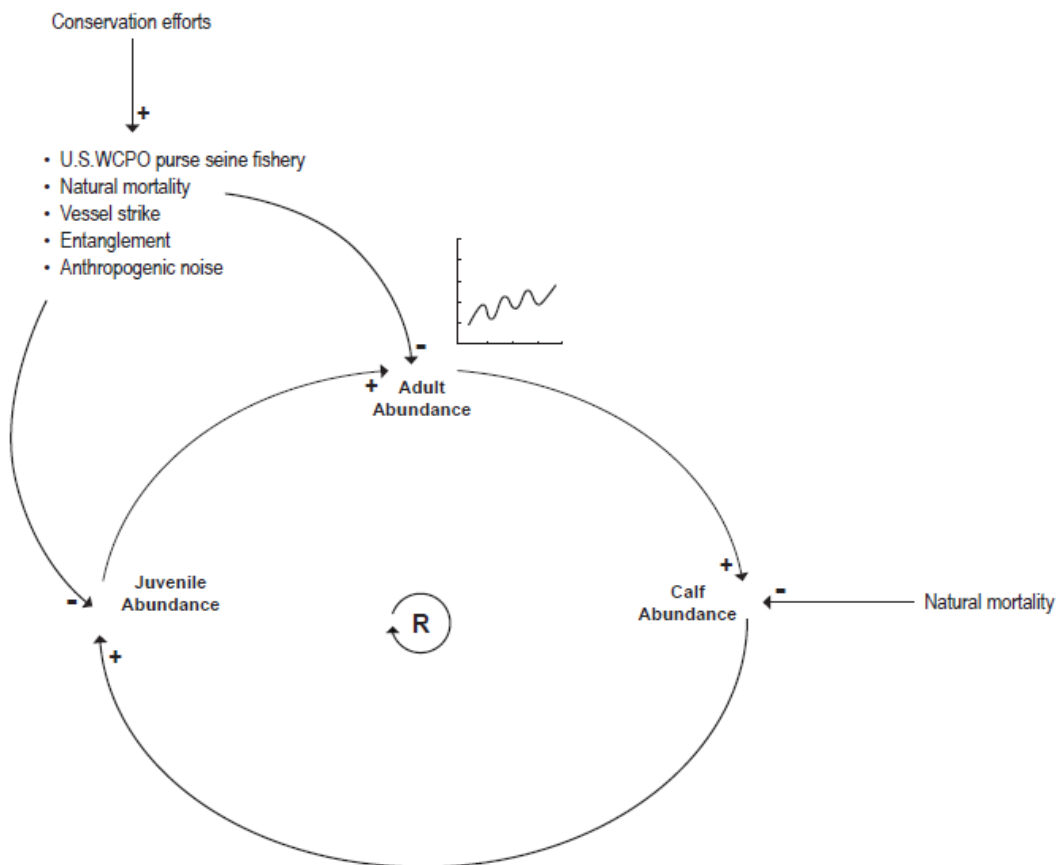 Conservation efforts
+
• U.S.WCPO purse seine fishery
• Natural mortality
• Vessel strike
• Entanglement
• Anthropogenic noise
-
+
Adult
Abundance
+
Calf
Abundance
-
Natural mortality
Juvenile
Abundance
-
+
R